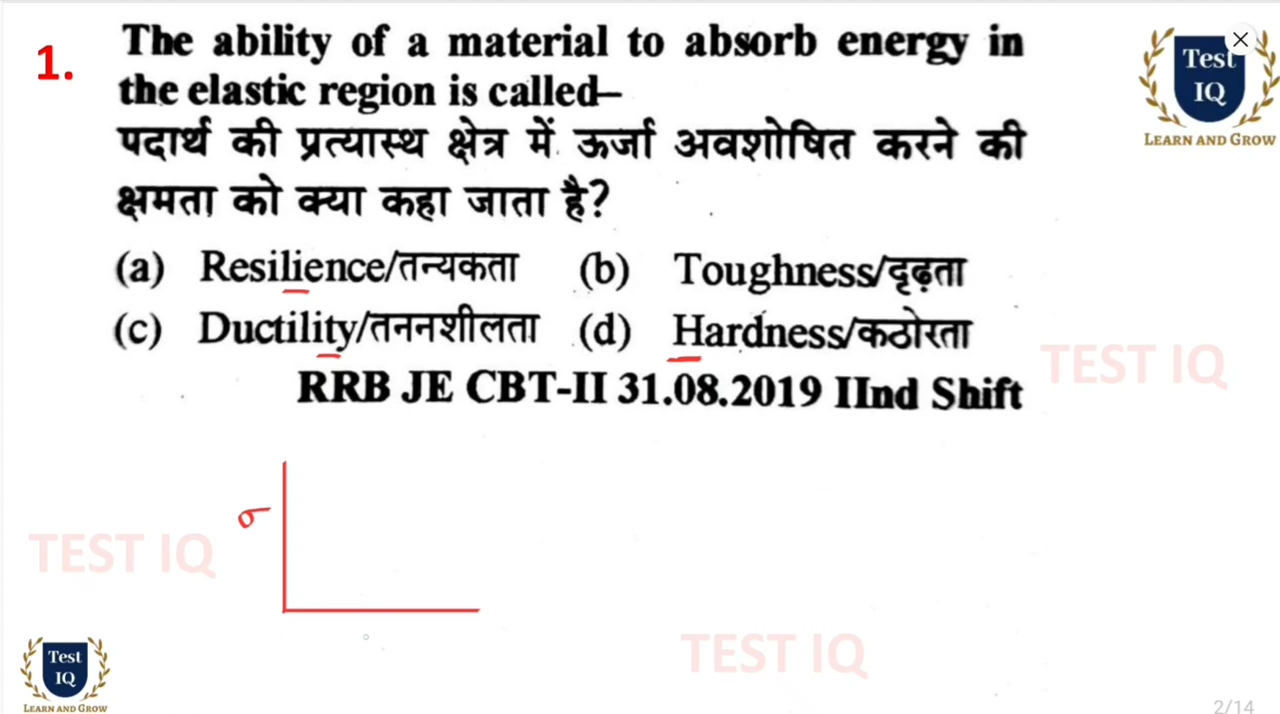 1. The ability of a material to absorb energy in
the elastic region is called–
पदार्थ की प्रत्यास्थ क्षेत्र में ऊर्जा अवशोषित करने की
क्षमता को क्या कहा जाता है?
(a) Resilience/तन्यकता (b) Toughness/दृढ़ता
(c) Ductility/तननशीलता (d) Hardness/कठोरता
RRB JE CBT-II 31.08.2019 IInd Shift
Test
IQ
LEARN AND GROW
TEST IQ
σ
TEST IQ
TEST IQ
Test
IQ
LEARN AND GROW
2/14